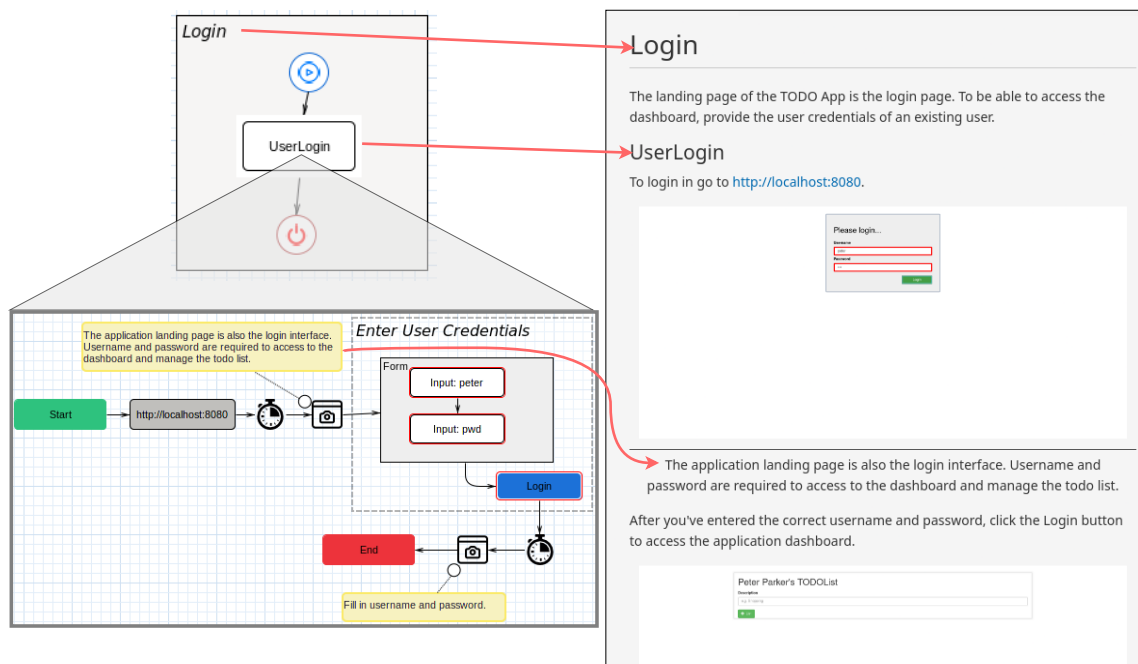 Login
UserLogin
The application landing page is also the login interface.
Username and password are required to access to the
dashboard and manage the todo list.
Enter User Credentials
Form
Input: peter
Input: pwd
Start
http://localhost:8080
Login
End
Fill in username and password.
Login
The landing page of the TODO App is the login page. To be able to access the
dashboard, provide the user credentials of an existing user.
UserLogin
To login in go to http://localhost:8080.
Please login...
Username
Password
Login
The application landing page is also the login interface. Username and
password are required to access to the dashboard and manage the todo list.
After you've entered the correct username and password, click the Login button
to access the application dashboard.
Peter Parker's TODOList
Description